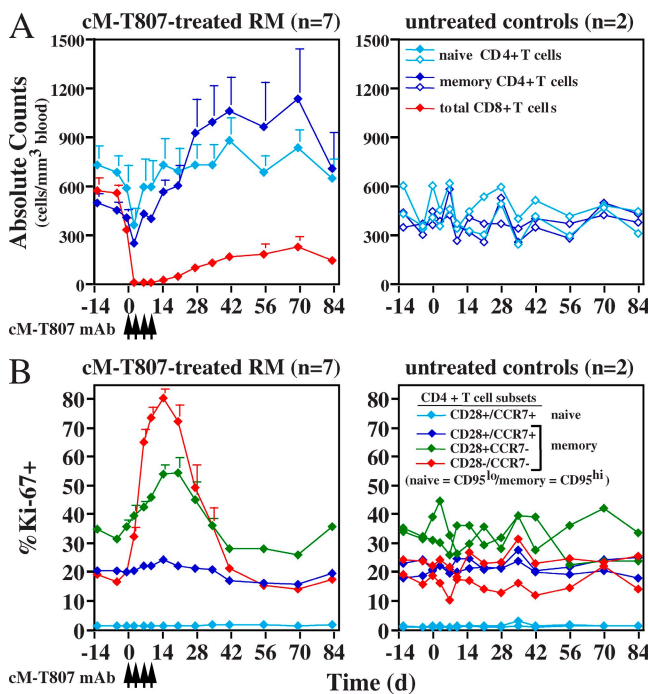 A
cM-T807-treated RM (n=7)
untreated controls (n=2)
Absolute Counts
(cells/mm³ blood)
1500
1200
900
600
300
0
-14 0 14 28 42 56 70 84
cM-T807 mAb
1500
1200
900
600
300
0
naive CD4+T cells
memory CD4+T cells
total CD8+T cells
-14 0 14 28 42 56 70 84
B
cM-T807-treated RM (n=7)
untreated controls (n=2)
%Ki-67+
80
70
60
50
40
30
20
10
0
-14 0 14 28 42 56 70 84
cM-T807 mAb
80
70
60
50
40
30
20
10
0
CD4 + T cell subsets
CD28+/CCR7+ naive
CD28+/CCR7+
CD28+CCR7- memory
CD28-/CCR7-
(naive = CD95lo/memory = CD95hi)
-14 0 14 28 42 56 70 84
Time (d)